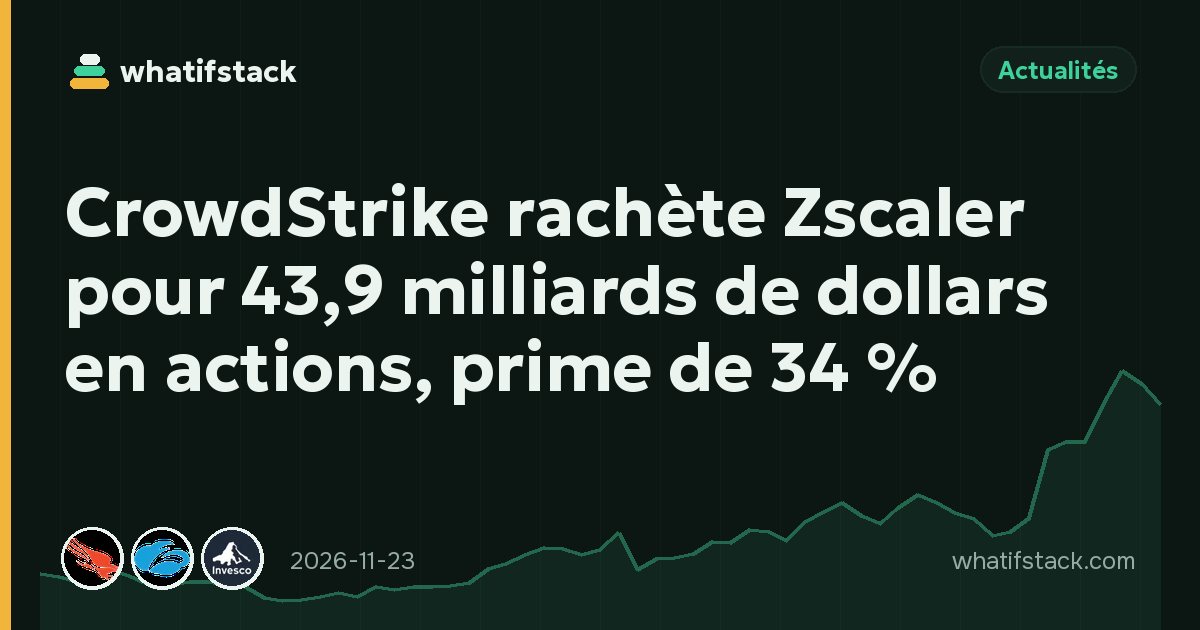 whatifstack
Actualités
CrowdStrike rachète Zscaler
pour 43,9 milliards de dollars
en actions, prime de 34 %
Invesco
2026-11-23
whatifstack.com